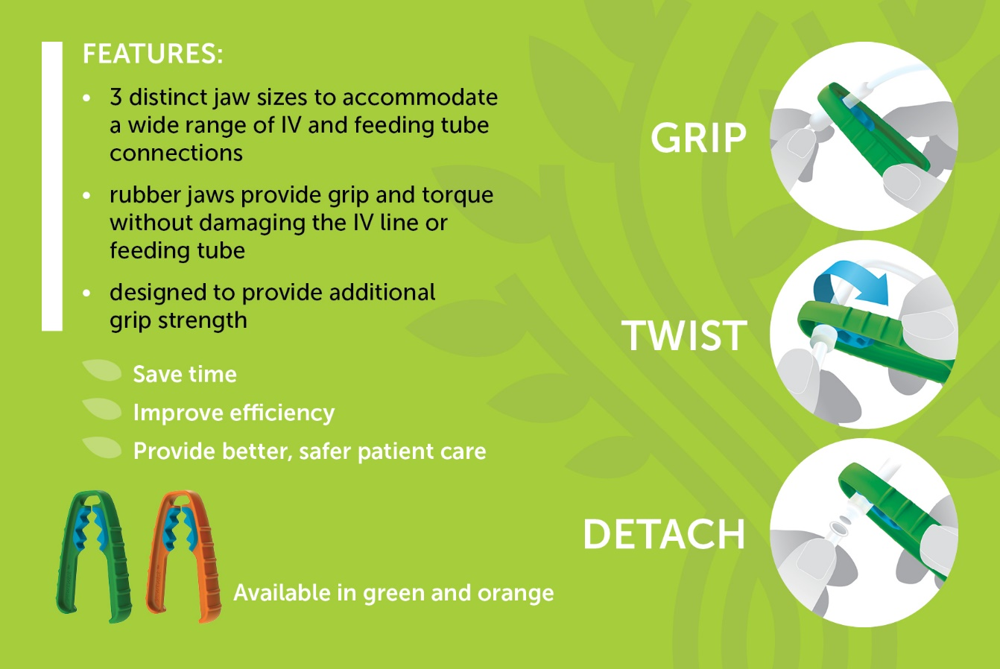 FEATURES:
• 3 distinct jaw sizes to accommodate
a wide range of IV and feeding tube
connections
• rubber jaws provide grip and torque
without damaging the IV line or
feeding tube
• designed to provide additional
grip strength
Save time
Improve efficiency
Provide better, safer patient care
Available in green and orange
GRIP
TWIST
DETACH